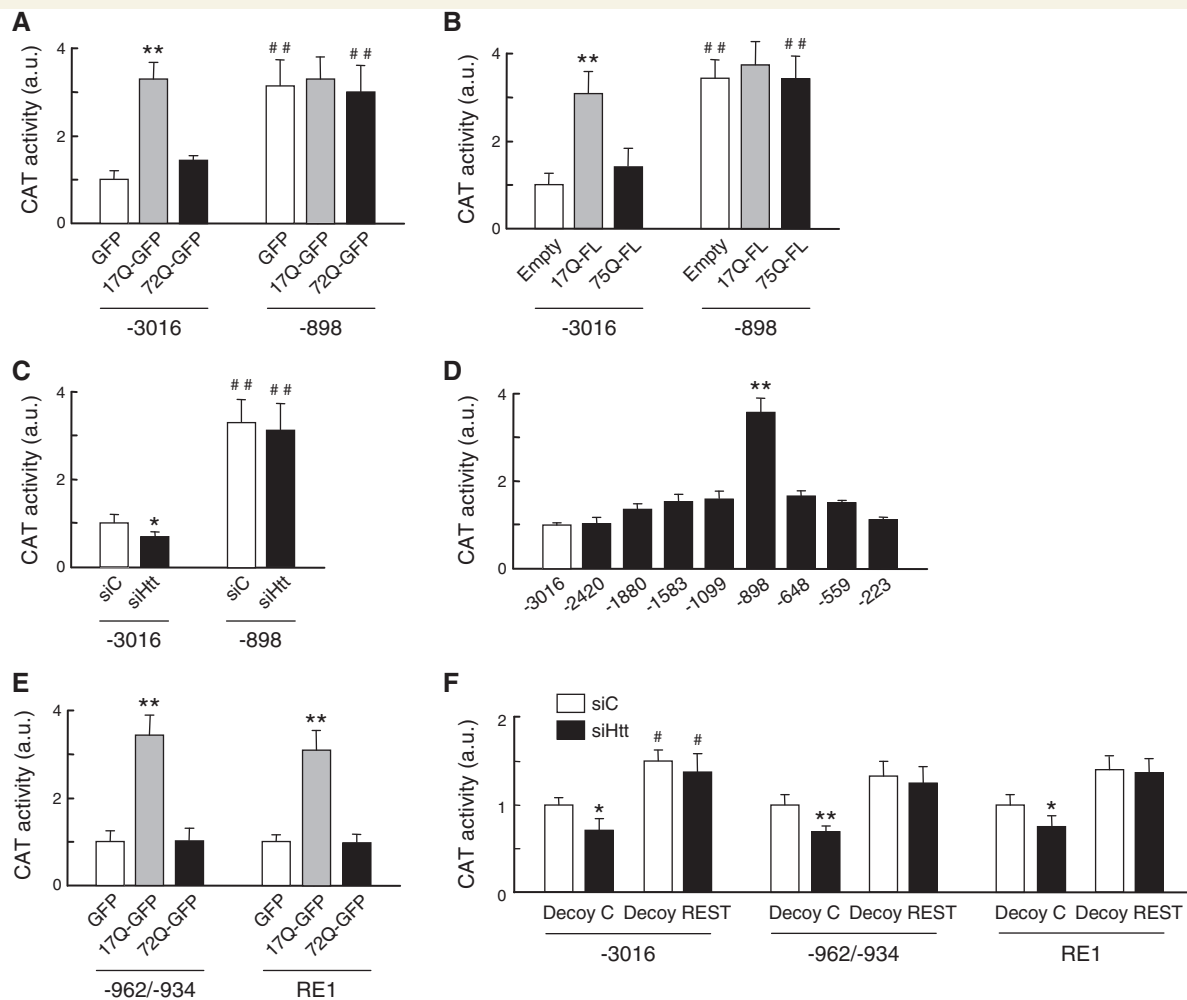 A
CAT activity (a.u.)
4
2
0
**
# #
# #
GFP
17Q-GFP
72Q-GFP
GFP
17Q-GFP
72Q-GFP
-3016
-898
B
CAT activity (a.u.)
4
2
0
**
# #
# #
Empty
17Q-FL
75Q-FL
Empty
17Q-FL
75Q-FL
-3016
-898
C
CAT activity (a.u.)
4
2
0
*
# #
# #
siC
siHtt
siC
siHtt
-3016
-898
D
CAT activity (a.u.)
4
2
0
**
-3016
-2420
-1880
-1583
-1099
-898
-648
-559
-223
E
CAT activity (a.u.)
4
2
0
**
**
GFP
17Q-GFP
72Q-GFP
GFP
17Q-GFP
72Q-GFP
-962/-934
RE1
F
CAT activity (a.u.)
2
1
0
siC
siHtt
*
#
#
**
*
Decoy C Decoy REST
Decoy C Decoy REST
Decoy C Decoy REST
-3016
-962/-934
RE1